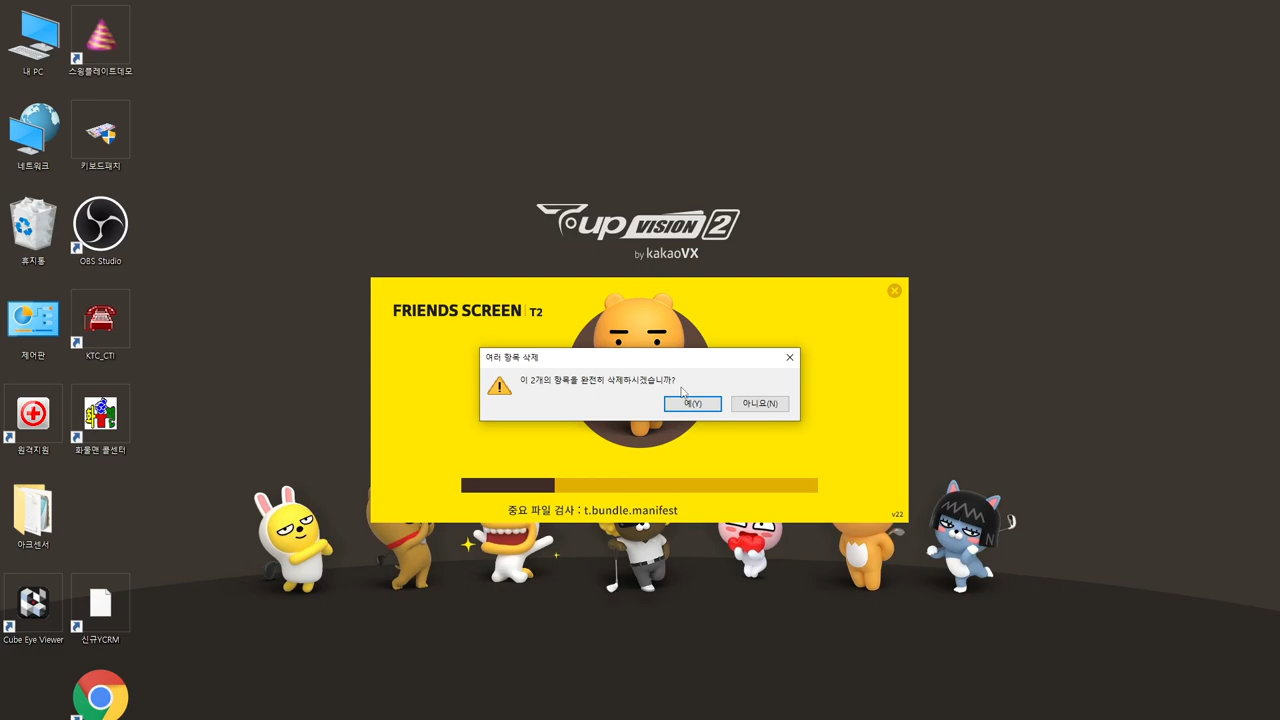 내 PC
스윙플레이트데모
네트워크
키보드패치
휴지통
OBS Studio
제어판
KTC_CTI
원격지원
화물맨 콜센터
아크센서
Cube Eye Viewer
신규YCRM
Tup VISION 2
by kakaoVX
FRIENDS SCREEN T2
여러 항목 삭제
이 2개의 항목을 완전히 삭제하시겠습니까?
예(Y)
아니요(N)
중요 파일 검사 : t.bundle.manifest
v22